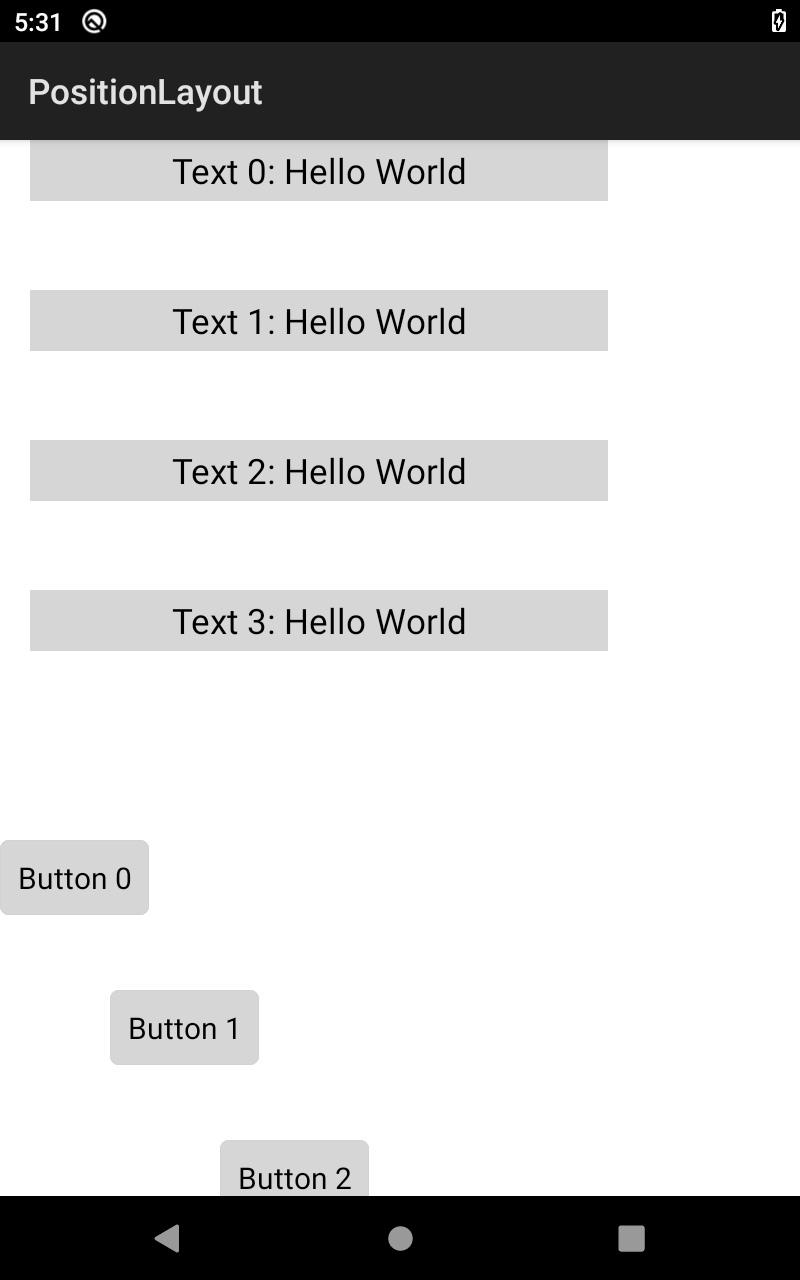 5:31
PositionLayout
Text 0: Hello World
Text 1: Hello World
Text 2: Hello World
Text 3: Hello World
Button 0
Button 1
Button 2